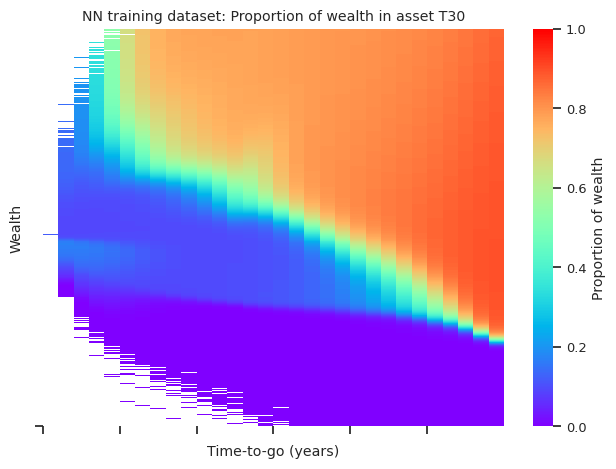 NN training dataset: Proportion of wealth in asset T30
Wealth
Time-to-go (years)
1.0
0.8
0.6
0.4
0.2
0.0
Proportion of wealth